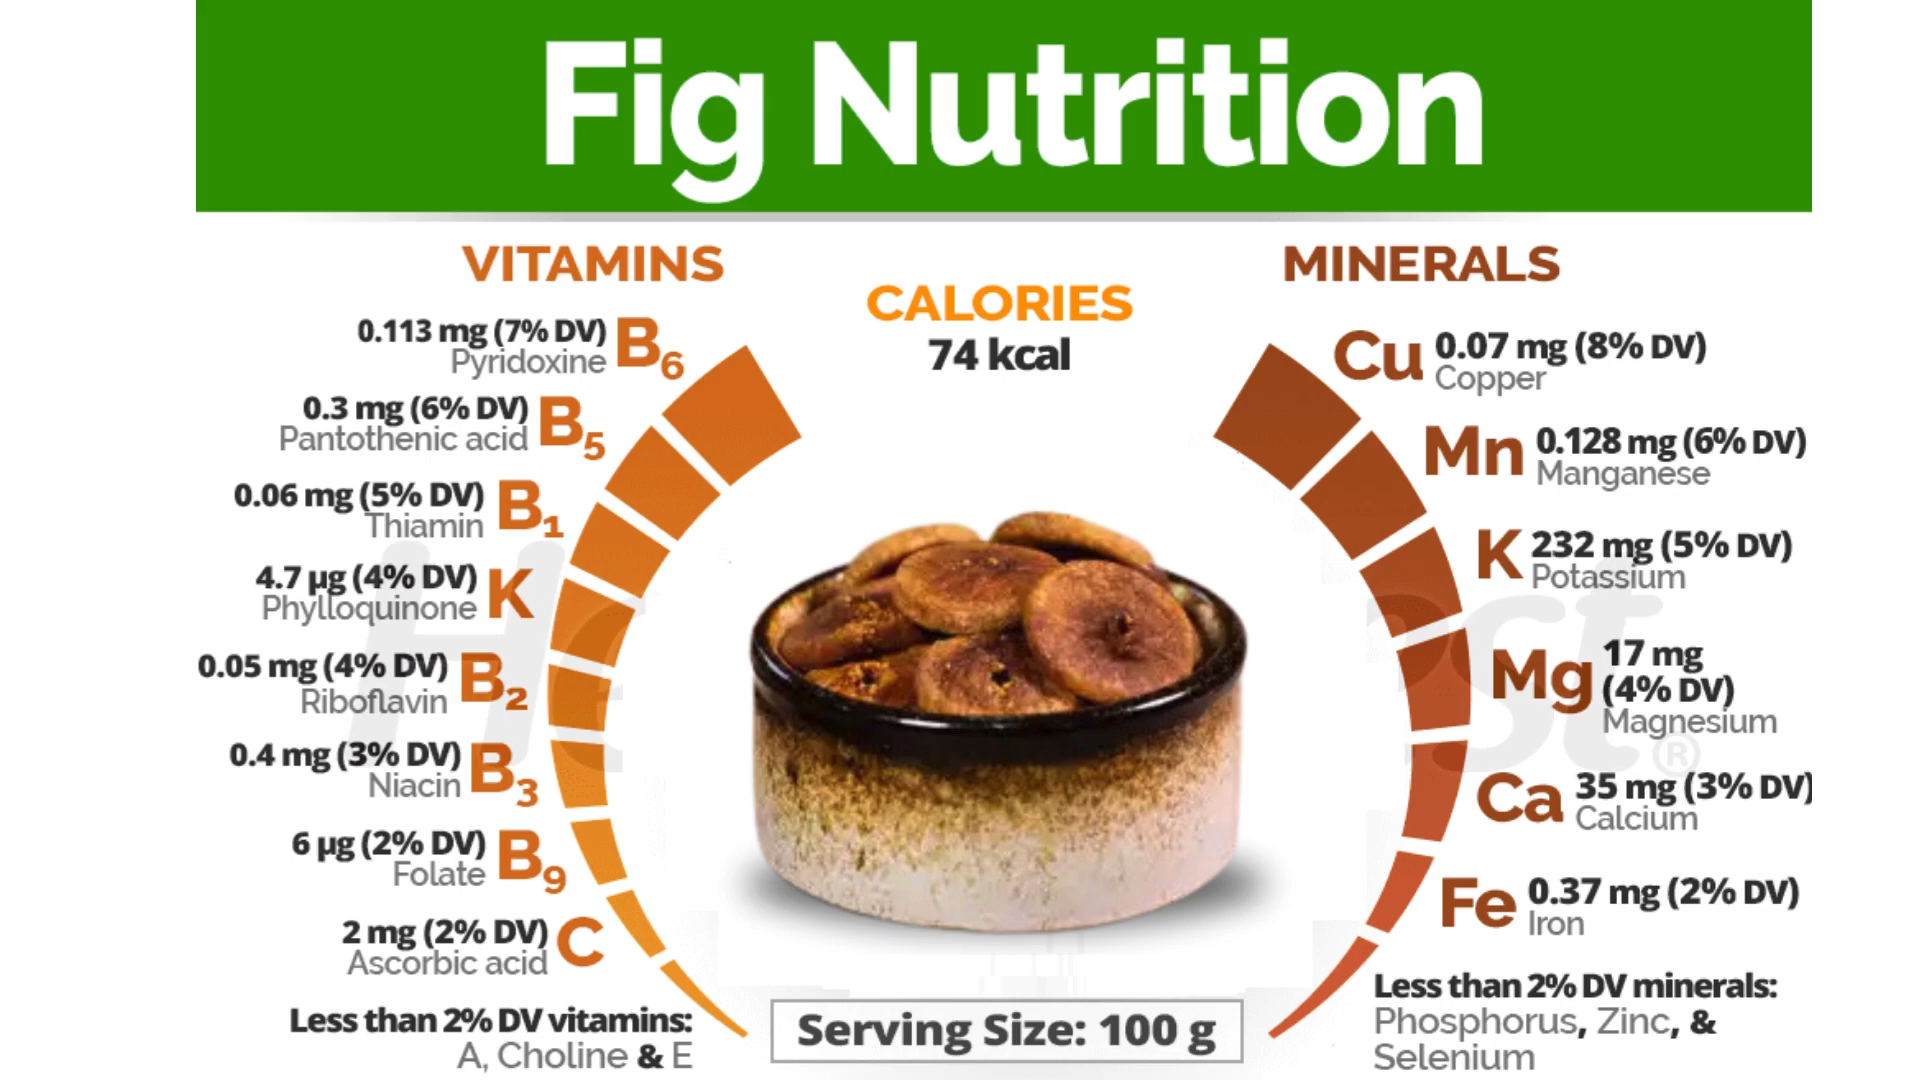 Fig Nutrition
VITAMINS
0.113 mg (7% DV)
Pyridoxine
B6
0.3 mg (6% DV)
Pantothenic acid
B5
0.06 mg (5% DV)
Thiamin
B1
4.7 µg (4% DV)
Phylloquinone
K
0.05 mg (4% DV)
Riboflavin
B2
0.4 mg (3% DV)
Niacin
B3
6 µg (2% DV)
Folate
B9
2 mg (2% DV)
Ascorbic acid
C
Less than 2% DV vitamins:
A, Choline & E
CALORIES
74 kcal
Serving Size: 100 g
MINERALS
Cu
0.07 mg (8% DV)
Copper
Mn
0.128 mg (6% DV)
Manganese
K
232 mg (5% DV)
Potassium
Mg
17 mg
(4% DV)
Magnesium
Ca
35 mg (3% DV)
Calcium
Fe
0.37 mg (2% DV)
Iron
Less than 2% DV minerals:
Phosphorus, Zinc, &
Selenium